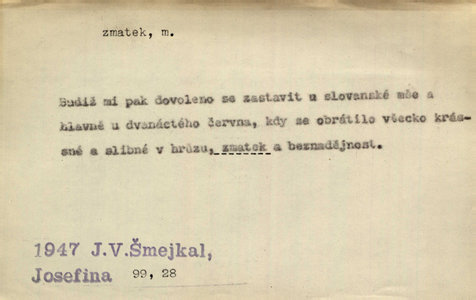 zmatek, m.
Budiž mi pak dovoleno se zastavit u slovanské mše a
hlavně u dvanáctého června, kdy se obrátilo všecko krás-
sné a slibné v hrůzu, zmatek a beznadějnost.
1947 J.V.Šmejkal,
Josefina 99, 28